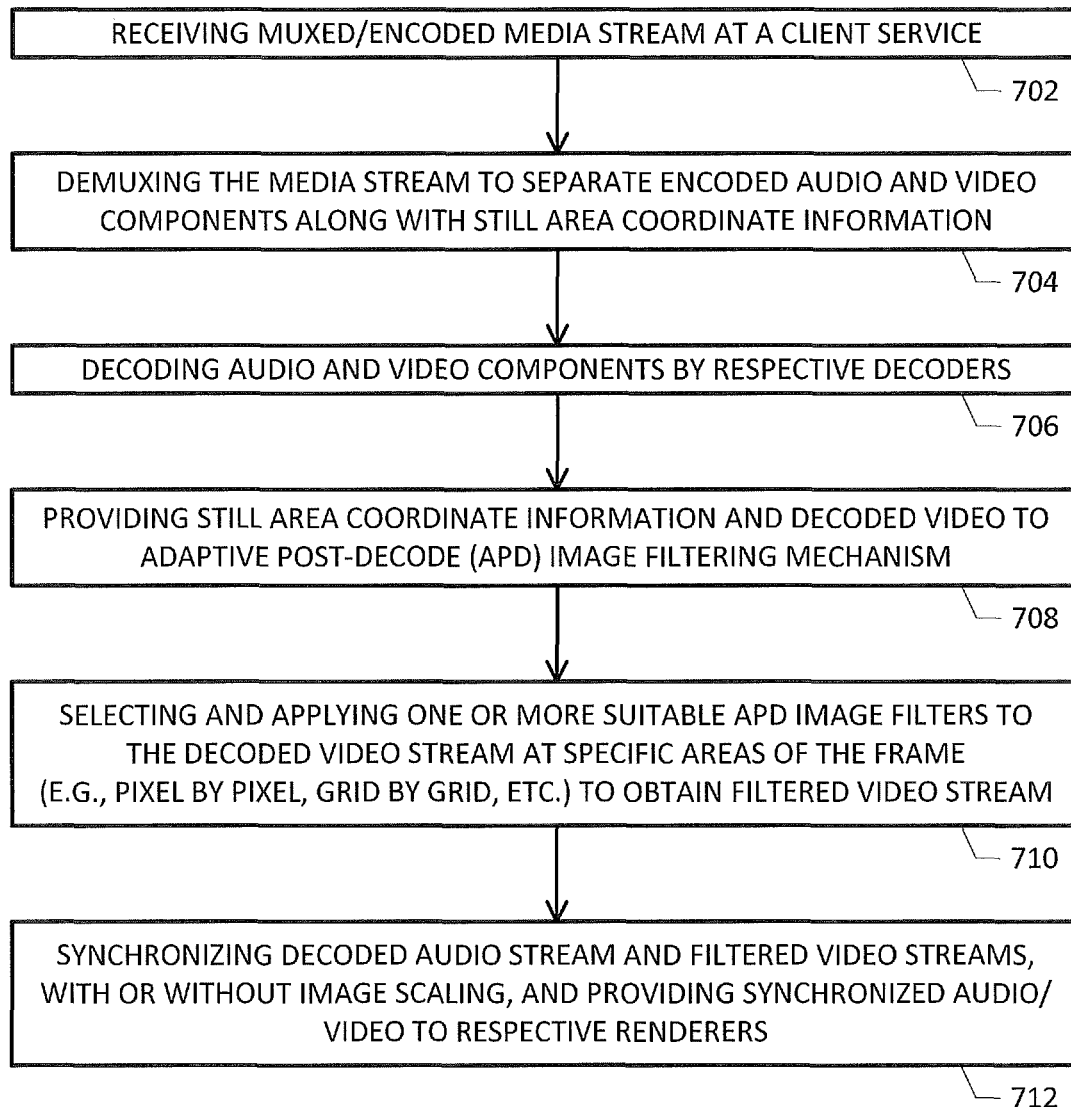 RECEIVING MUXED/ENCODED MEDIA STREAM AT A CLIENT SERVICE
702
DEMUXING THE MEDIA STREAM TO SEPARATE ENCODED AUDIO AND VIDEO
COMPONENTS ALONG WITH STILL AREA COORDINATE INFORMATION
704
DECODING AUDIO AND VIDEO COMPONENTS BY RESPECTIVE DECODERS
706
PROVIDING STILL AREA COORDINATE INFORMATION AND DECODED VIDEO TO
ADAPTIVE POST-DECODE (APD) IMAGE FILTERING MECHANISM
708
SELECTING AND APPLYING ONE OR MORE SUITABLE APD IMAGE FILTERS TO
THE DECODED VIDEO STREAM AT SPECIFIC AREAS OF THE FRAME
(E.G., PIXEL BY PIXEL, GRID BY GRID, ETC.) TO OBTAIN FILTERED VIDEO STREAM
710
SYNCHRONIZING DECODED AUDIO STREAM AND FILTERED VIDEO STREAMS,
WITH OR WITHOUT IMAGE SCALING, AND PROVIDING SYNCHRONIZED AUDIO/
VIDEO TO RESPECTIVE RENDERERS
712